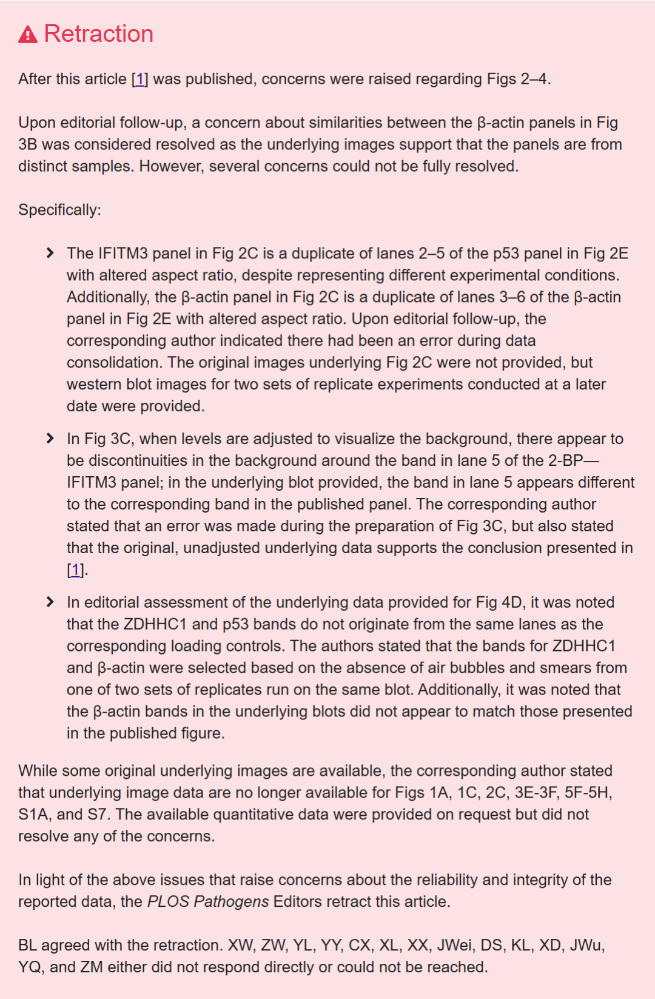 Retraction
After this article [1] was published, concerns were raised regarding Figs 2–4.
Upon editorial follow-up, a concern about similarities between the β-actin panels in Fig
3B was considered resolved as the underlying images support that the panels are from
distinct samples. However, several concerns could not be fully resolved.
Specifically:
The IFITM3 panel in Fig 2C is a duplicate of lanes 2–5 of the p53 panel in Fig 2E
with altered aspect ratio, despite representing different experimental conditions.
Additionally, the β-actin panel in Fig 2C is a duplicate of lanes 3–6 of the β-actin
panel in Fig 2E with altered aspect ratio. Upon editorial follow-up, the
corresponding author indicated there had been an error during data
consolidation. The original images underlying Fig 2C were not provided, but
western blot images for two sets of replicate experiments conducted at a later
date were provided.
In Fig 3C, when levels are adjusted to visualize the background, there appear to
be discontinuities in the background around the band in lane 5 of the 2-BP—
IFITM3 panel; in the underlying blot provided, the band in lane 5 appears different
to the corresponding band in the published panel. The corresponding author
stated that an error was made during the preparation of Fig 3C, but also stated
that the original, unadjusted underlying data supports the conclusion presented in
[1].
In editorial assessment of the underlying data provided for Fig 4D, it was noted
that the ZDHHC1 and p53 bands do not originate from the same lanes as the
corresponding loading controls. The authors stated that the bands for ZDHHC1
and β-actin were selected based on the absence of air bubbles and smears from
one of two sets of replicates run on the same blot. Additionally, it was noted that
the β-actin bands in the underlying blots did not appear to match those presented
in the published figure.
While some original underlying images are available, the corresponding author stated
that underlying image data are no longer available for Figs 1A, 1C, 2C, 3E-3F, 5F-5H,
S1A, and S7. The available quantitative data were provided on request but did not
resolve any of the concerns.
In light of the above issues that raise concerns about the reliability and integrity of the
reported data, the PLOS Pathogens Editors retract this article.
BL agreed with the retraction. XW, ZW, YL, YY, CX, XL, XX, JWei, DS, KL, XD, JWu,
YQ, and ZM either did not respond directly or could not be reached.